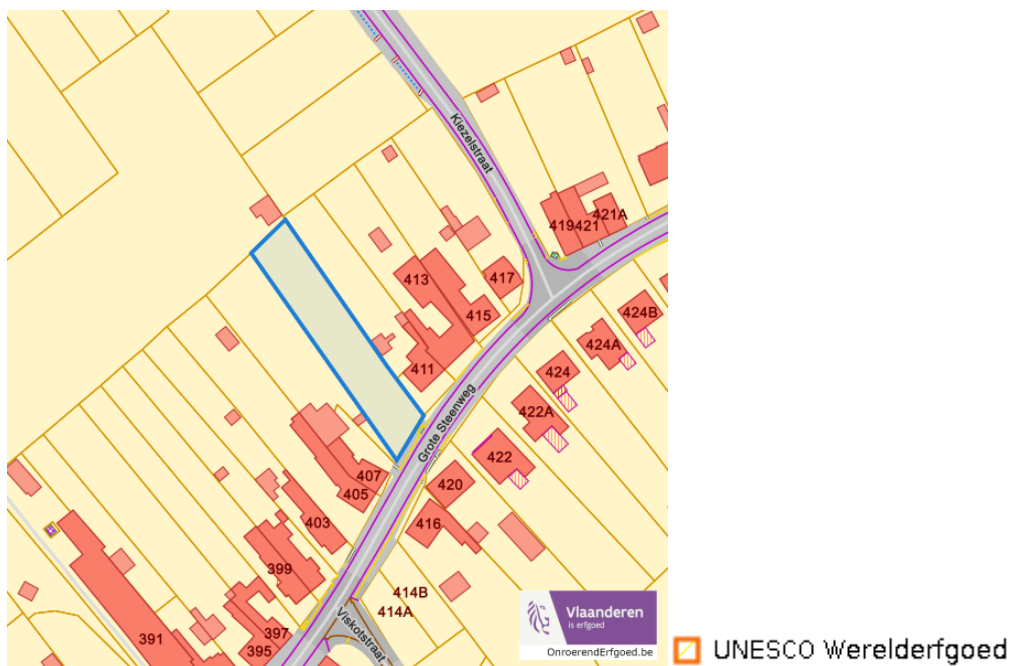 Kiezelstraat
421A
419 421
413
417
415
424B
424A
411
424
Grote Steenweg
422A
422
407
420
405
403
416
399
414B
414A
Vlaanderen
is erfgoed
OnroerendErfgoed.be
391
397
395
Viskotstraat
UNESCO Werelderfgoed